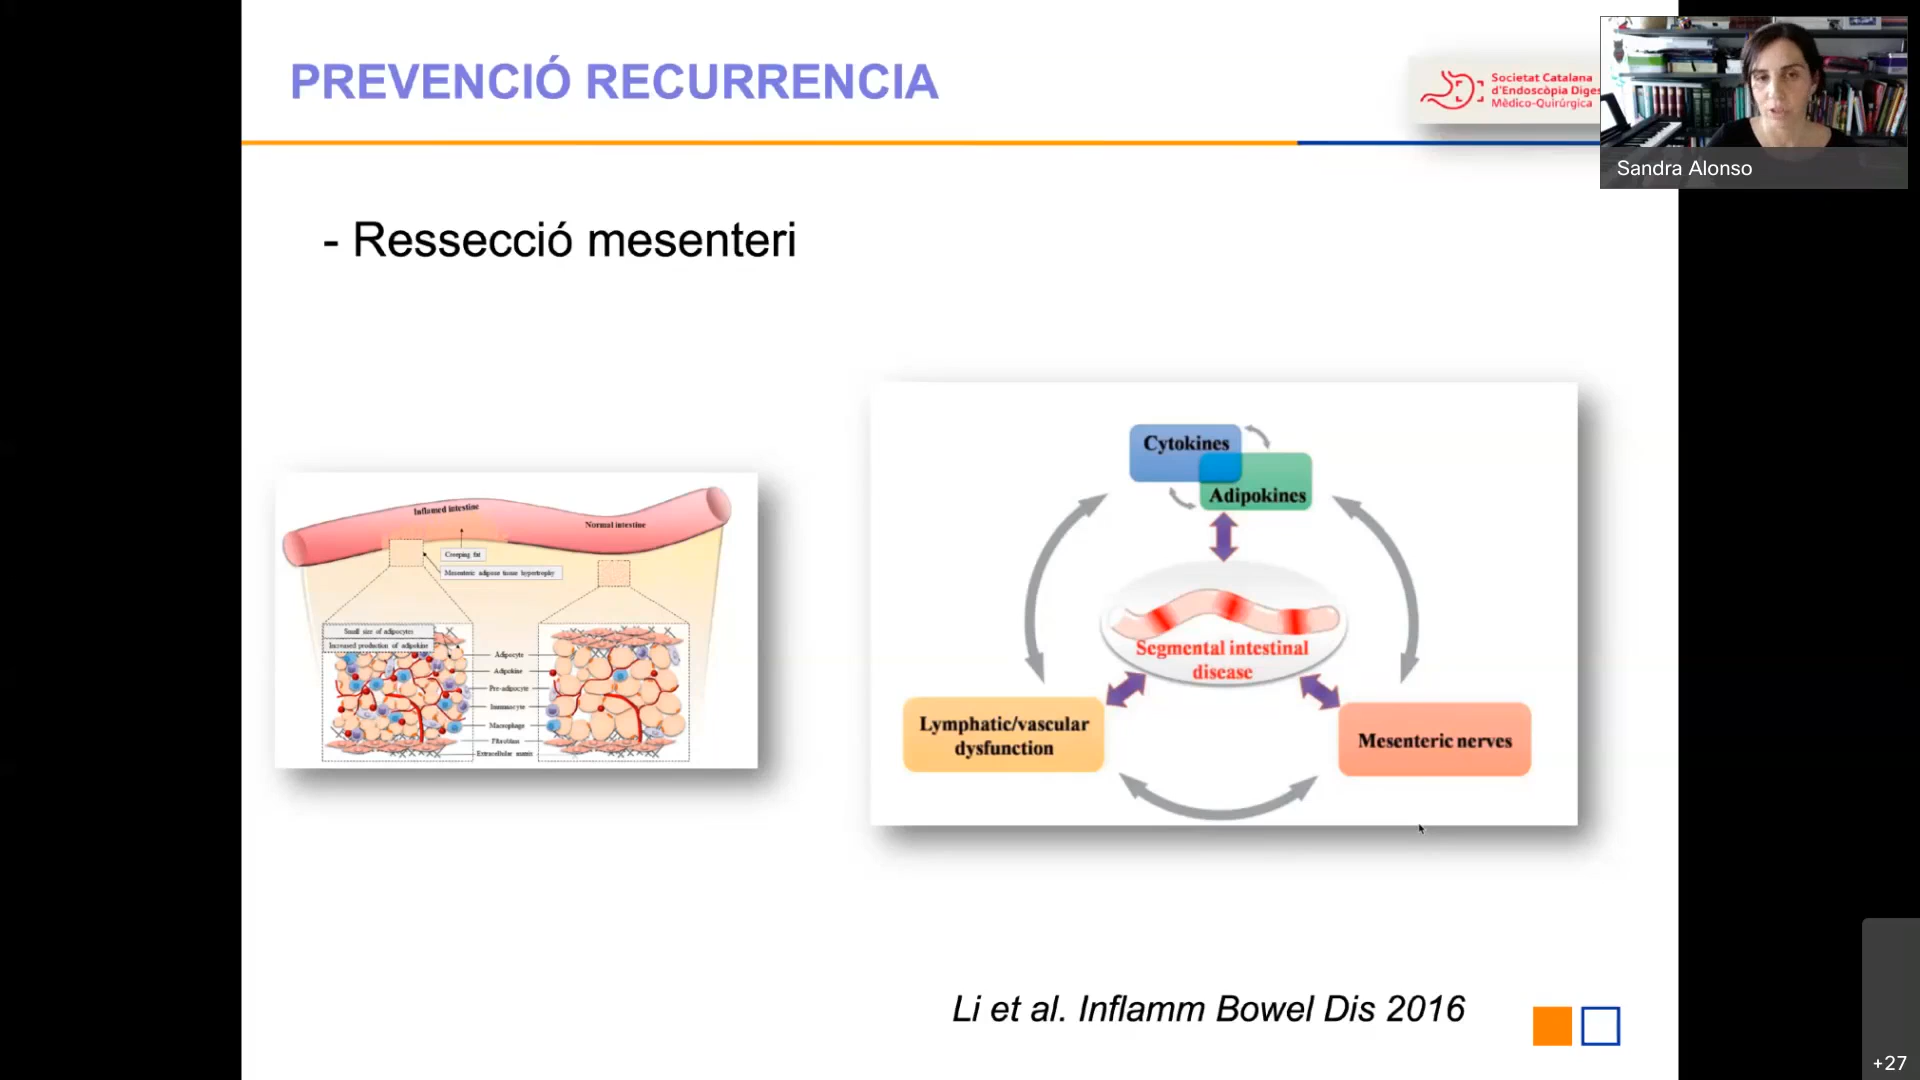 PREVENCIÓ RECURRENCIA
Societat Catalana
d'Endoscòpia Diges
Mèdico-Quirúrgica
Sandra Alonso
- Ressecció mesenteri
Inflamed intestine
Normal intestine
Creeping fat
Mesenteric adipose tissue hypertrophy
Small size of adipocytes
Increased production of adipokine
Adipocyte
Adipokine
Pre-adipocyte
Immunocyte
Macrophage
Fibroblast
Extracellular matrix
Cytokines
Adipokines
Segmental intestinal
disease
Lymphatic/vascular
dysfunction
Mesenteric nerves
Li et al. Inflamm Bowel Dis 2016
+27